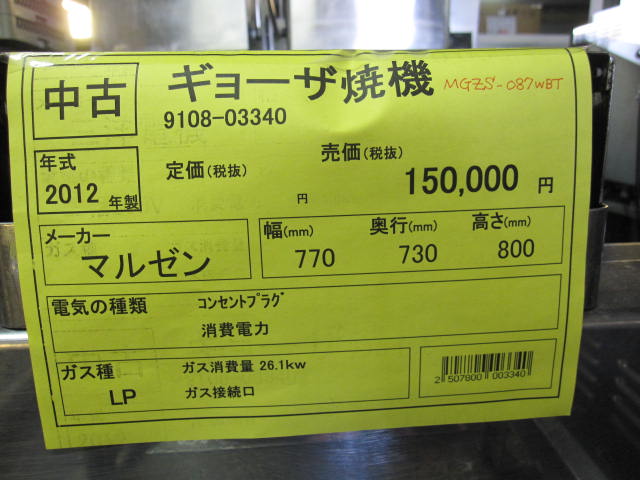 中古 ギョーザ焼機 MGZS-087WBT
9108-03340
年式 2012 年製
定価(税抜) 円
売価(税抜) 150,000 円
メーカー マルゼン
幅(mm) 奥行(mm) 高さ(mm)
770 730 800
電気の種類 コンセントプラグ
消費電力
ガス種 ガス消費量 26.1kw
LP ガス接続口
2 507800 003340